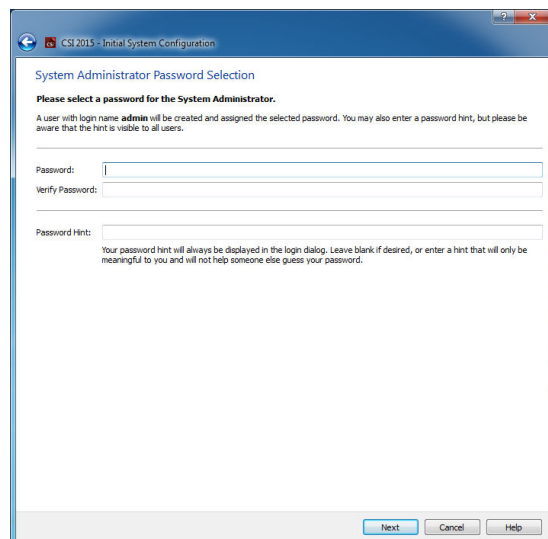 CSI 2015 - Initial System Configuration
System Administrator Password Selection
Please select a password for the System Administrator.
A user with login name admin will be created and assigned the selected password. You may also enter a password hint, but please be
aware that the hint is visible to all users.
Password:
Verify Password:
Password Hint:
Your password hint will always be displayed in the login dialog. Leave blank if desired, or enter a hint that will only be
meaningful to you and will not help someone else guess your password.
Next Cancel Help